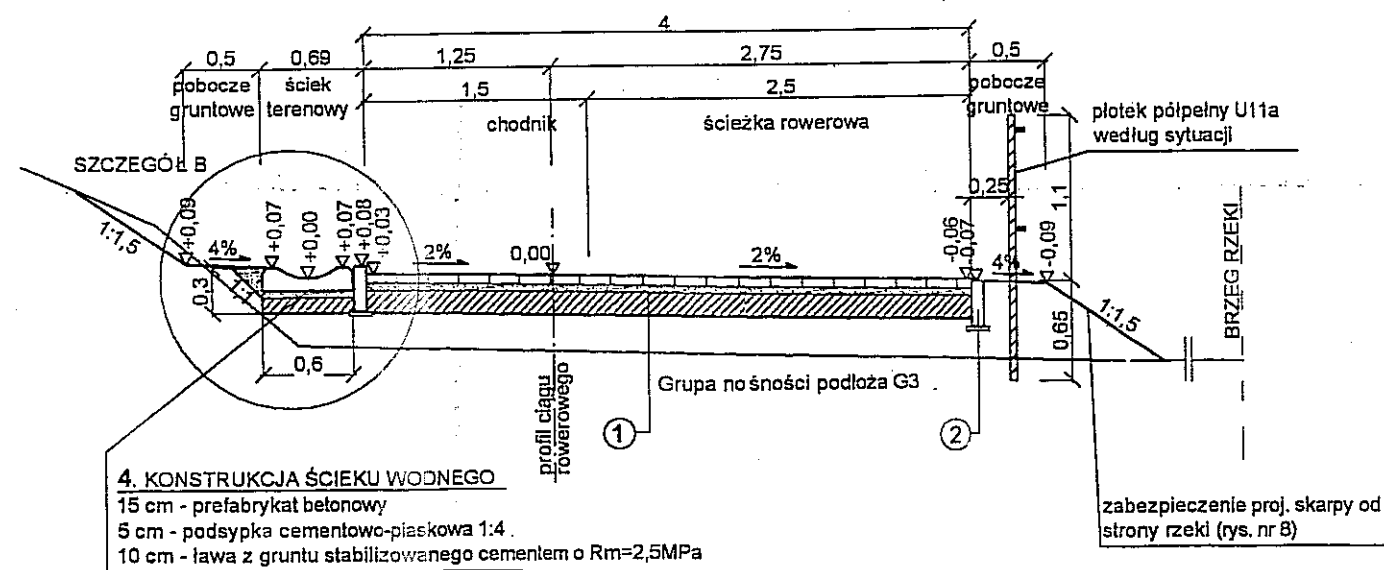 4
0,5 0,69 1,25 2,75 0,5
pobocze
gruntowe
ściek
terenowy
1,5 2,5
chodnik
ścieżka rowerowa
pobocze
gruntowe
płotek półpełny U11a
według sytuacji
SZCZEGÓŁ B
0,25
1,1
1:1,5
+0,09
4%
+0,07
+0,00
+0,07
+0,08
+0,03
2%
0,00
2%
-0,06
-0,07
4%
-0,09
1:1,5
BRZEG RZEKI
0,3
1:1
0,6
0,65
profil ciągu
rowerowego
Grupa nośności podłoża G3
1
2
4. KONSTRUKCJA ŚCIEKU WODNEGO
15 cm - prefabrykat betonowy
5 cm - podsypka cementowo-piaskowa 1:4
10 cm - ława z gruntu stabilizowanego cementem o Rm=2,5MPa
zabezpieczenie proj. skarpy od
strony rzeki (rys. nr 8)